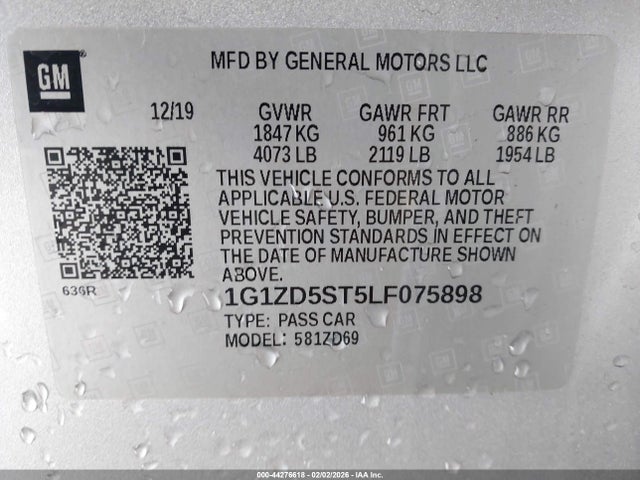 GM
MFD BY GENERAL MOTORS LLC
12/19 GVWR GAWR FRT GAWR RR
1847 KG 961 KG 886 KG
4073 LB 2119 LB 1954 LB
THIS VEHICLE CONFORMS TO ALL
APPLICABLE U.S. FEDERAL MOTOR
VEHICLE SAFETY, BUMPER, AND THEFT
PREVENTION STANDARDS IN EFFECT ON
THE DATE OF MANUFACTURE SHOWN
ABOVE.
636R
1G1ZD5ST5LF075898
TYPE: PASS CAR
MODEL: 581ZD69
000-44276618 - 02/02/2026 - IAAI.COM